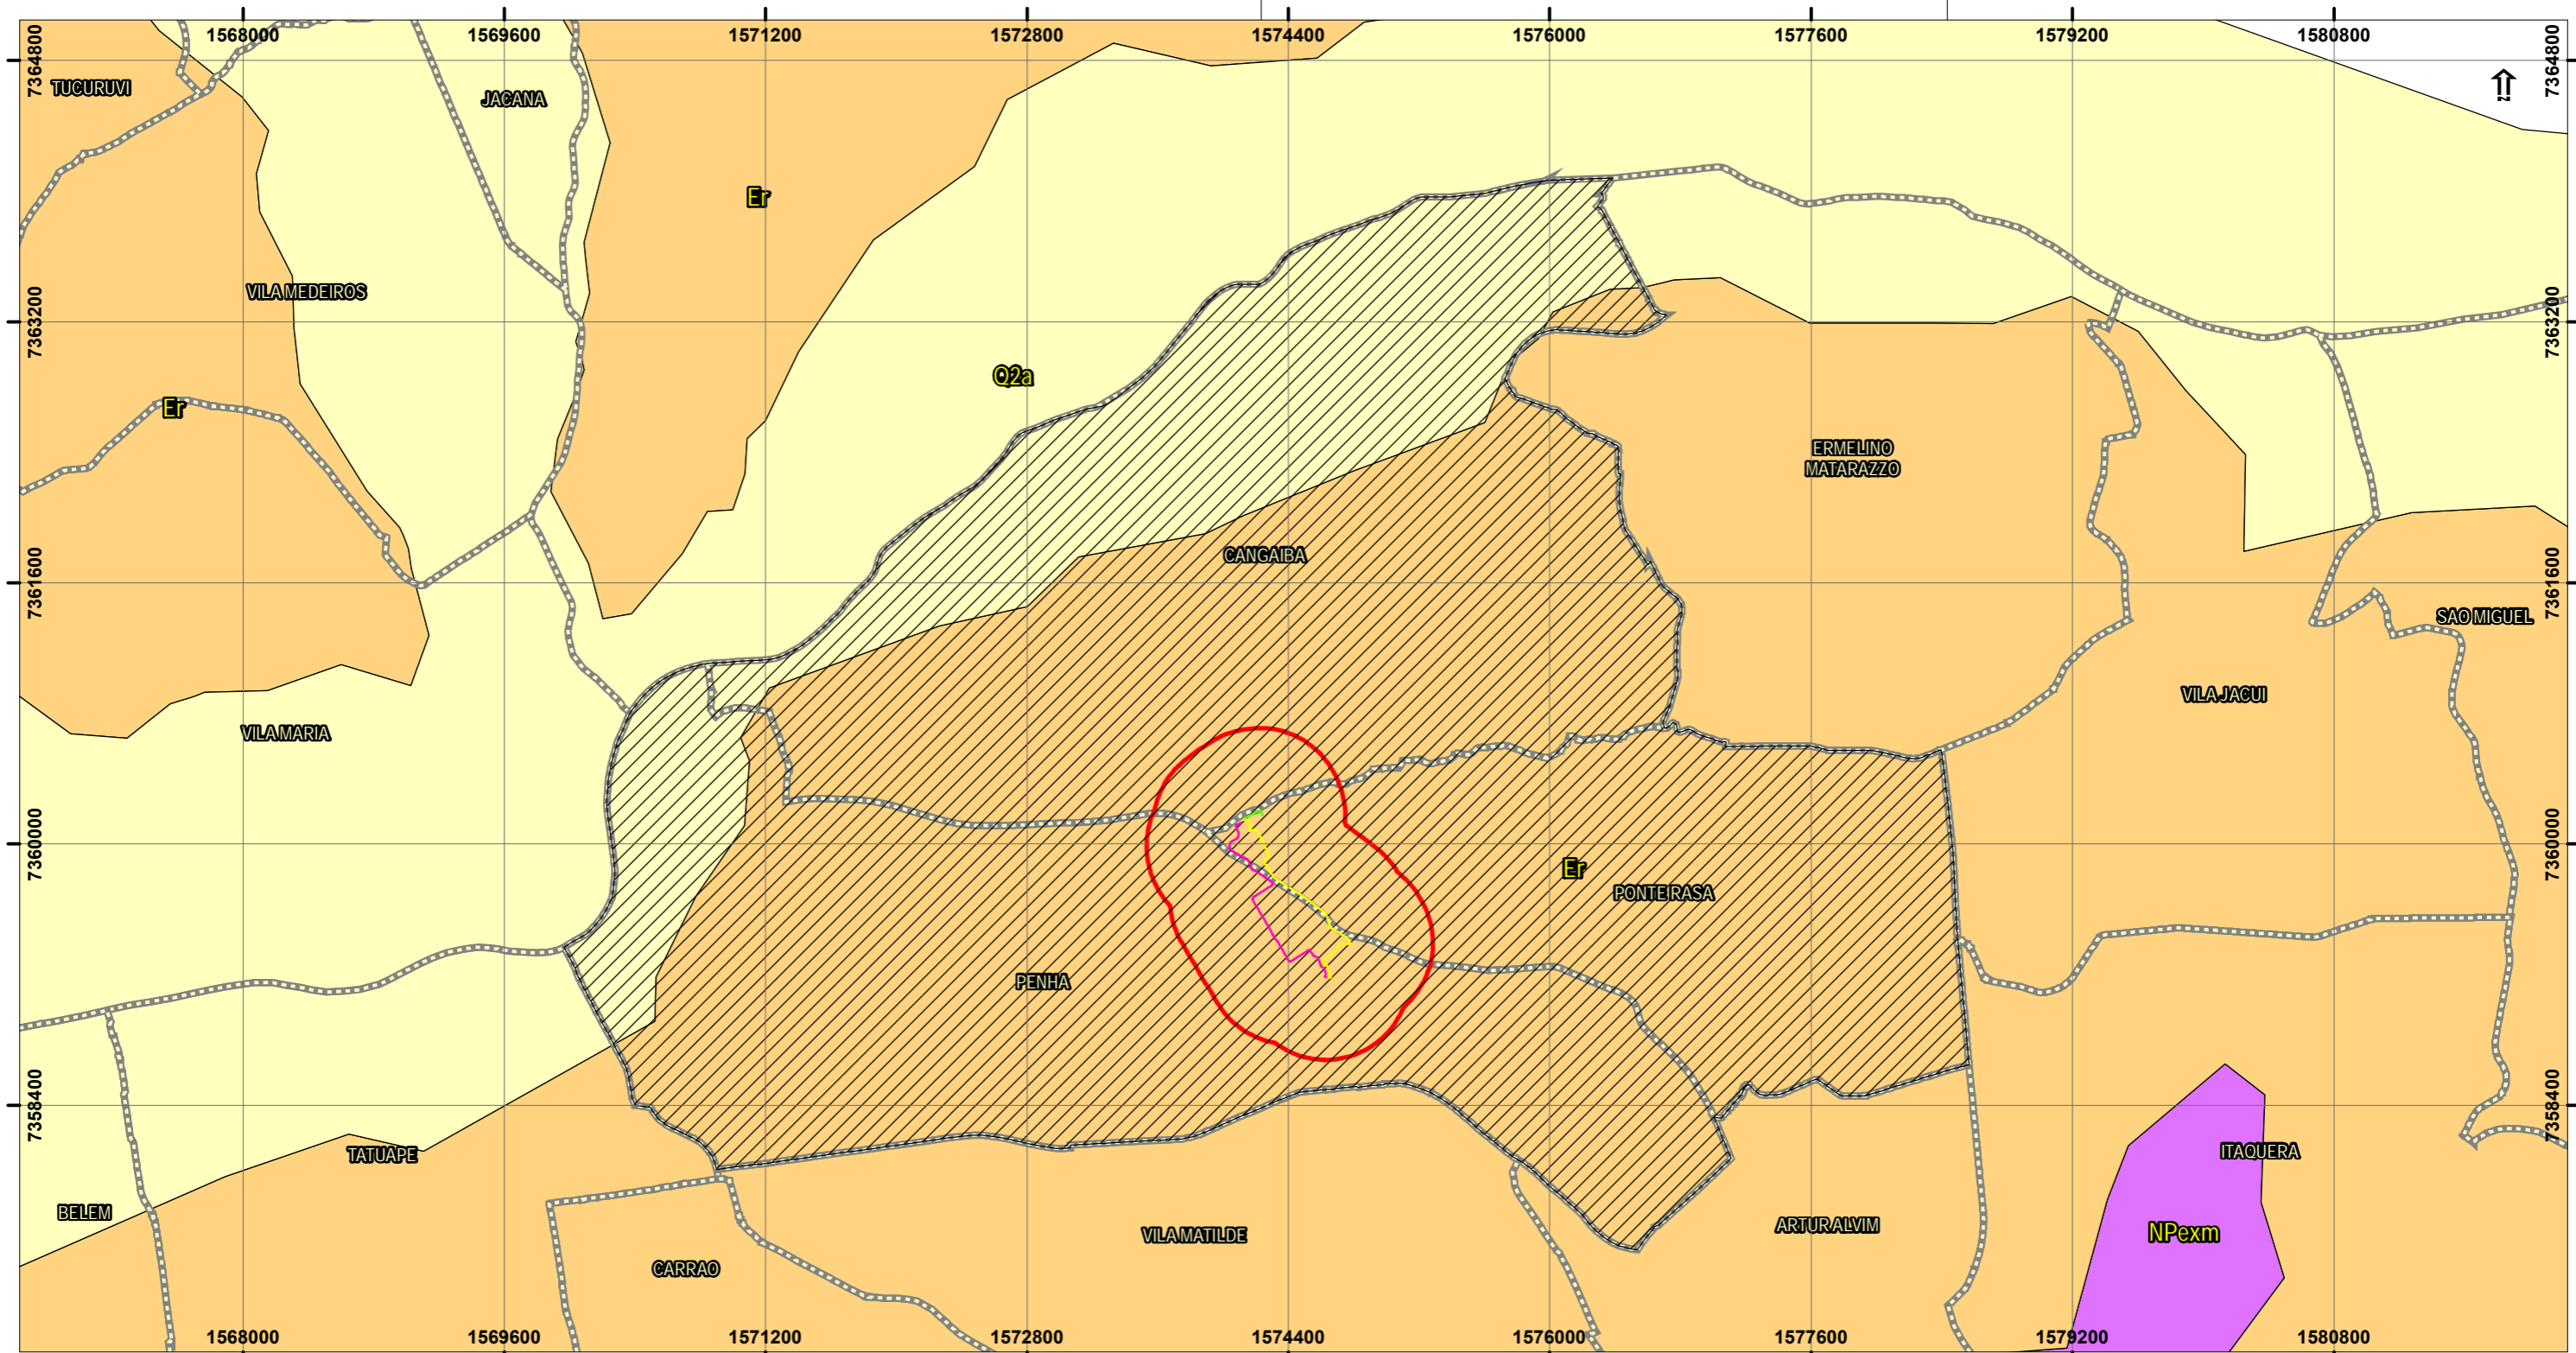 1568000 1569600 1571200 1572800 1574400 1576000 1577600 1579200 1580800
7364800 7364800
TUCURUVI
JACANA
Er
VILA MEDEIROS
7363200 7363200
Q2a
Er
ERMELINO
MATARAZZO
CANGAIBA
7361600 7361600
SAO MIGUEL
VILA JACUI
VILA MARIA
7360000 7360000
Er
PONTE RASA
PENHA
7358400 7358400
TATUAPE
ITAQUERA
BELEM
ARTUR ALVIM
VILA MATILDE
NPexm
CARRAO
1568000 1569600 1571200 1572800 1574400 1576000 1577600 1579200 1580800